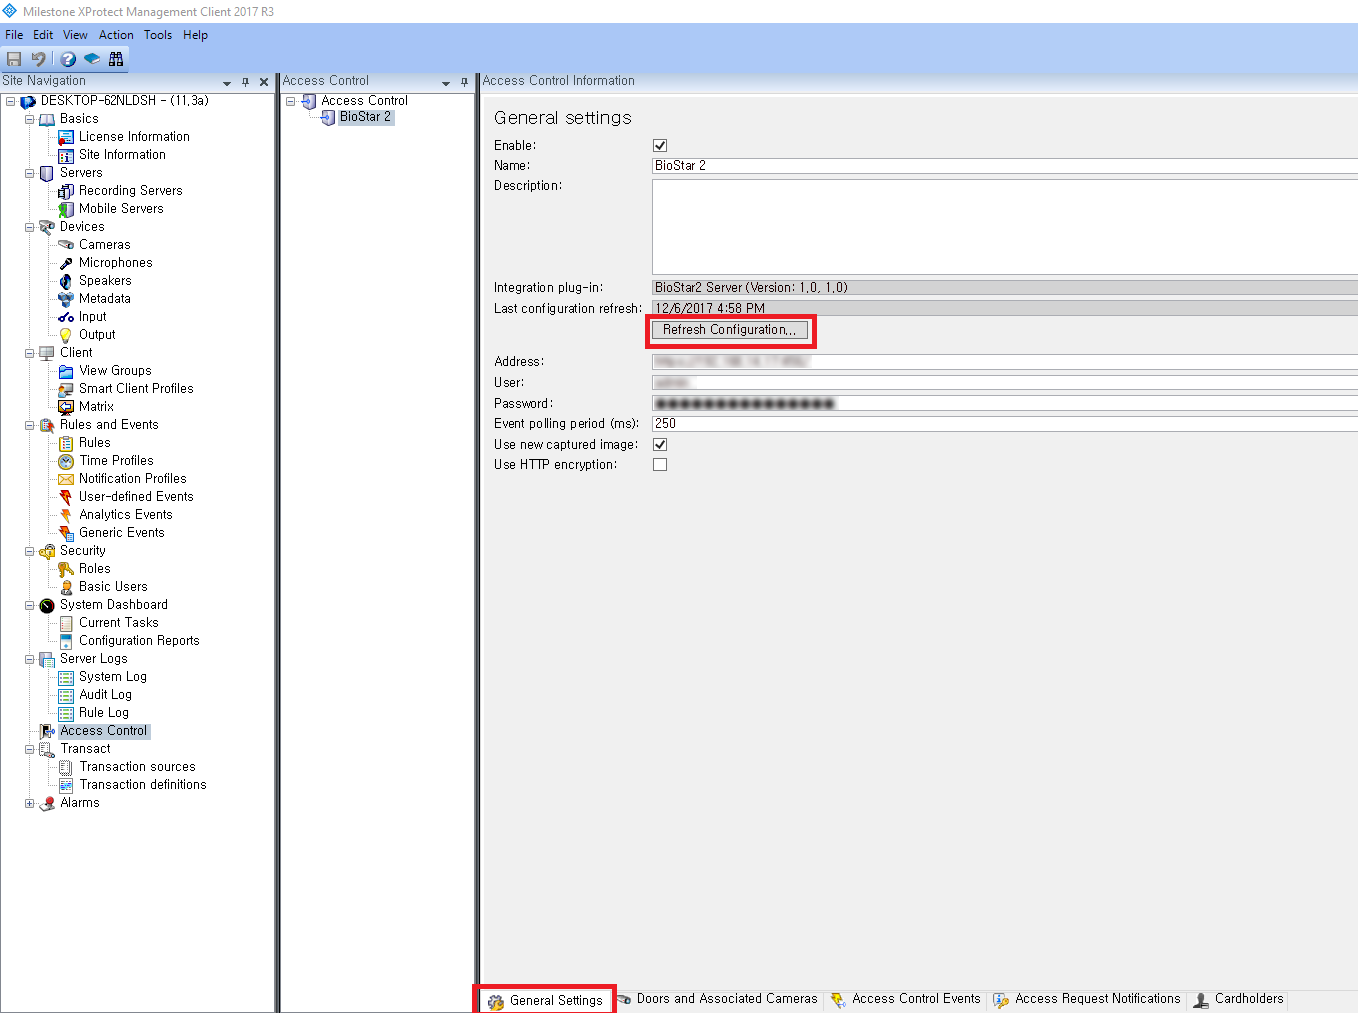 Milestone XProtect Management Client 2017 R3
File Edit View Action Tools Help
Site Navigation
DESKTOP-62NLDSH - (11.3a)
Basics
License Information
Site Information
Servers
Recording Servers
Mobile Servers
Devices
Cameras
Microphones
Speakers
Metadata
Input
Output
Client
View Groups
Smart Client Profiles
Matrix
Rules and Events
Rules
Time Profiles
Notification Profiles
User-defined Events
Analytics Events
Generic Events
Security
Roles
Basic Users
System Dashboard
Current Tasks
Configuration Reports
Server Logs
System Log
Audit Log
Rule Log
Access Control
Transact
Transaction sources
Transaction definitions
Alarms
Access Control
Access Control
BioStar 2
Access Control Information
General settings
Enable:
Name: BioStar 2
Description:
Integration plug-in: BioStar2 Server (Version: 1.0, 1.0)
Last configuration refresh: 12/6/2017 4:58 PM
Refresh Configuration...
Address:
User:
Password:
Event polling period (ms): 250
Use new captured image:
Use HTTP encryption:
General Settings Doors and Associated Cameras Access Control Events Access Request Notifications Cardholders